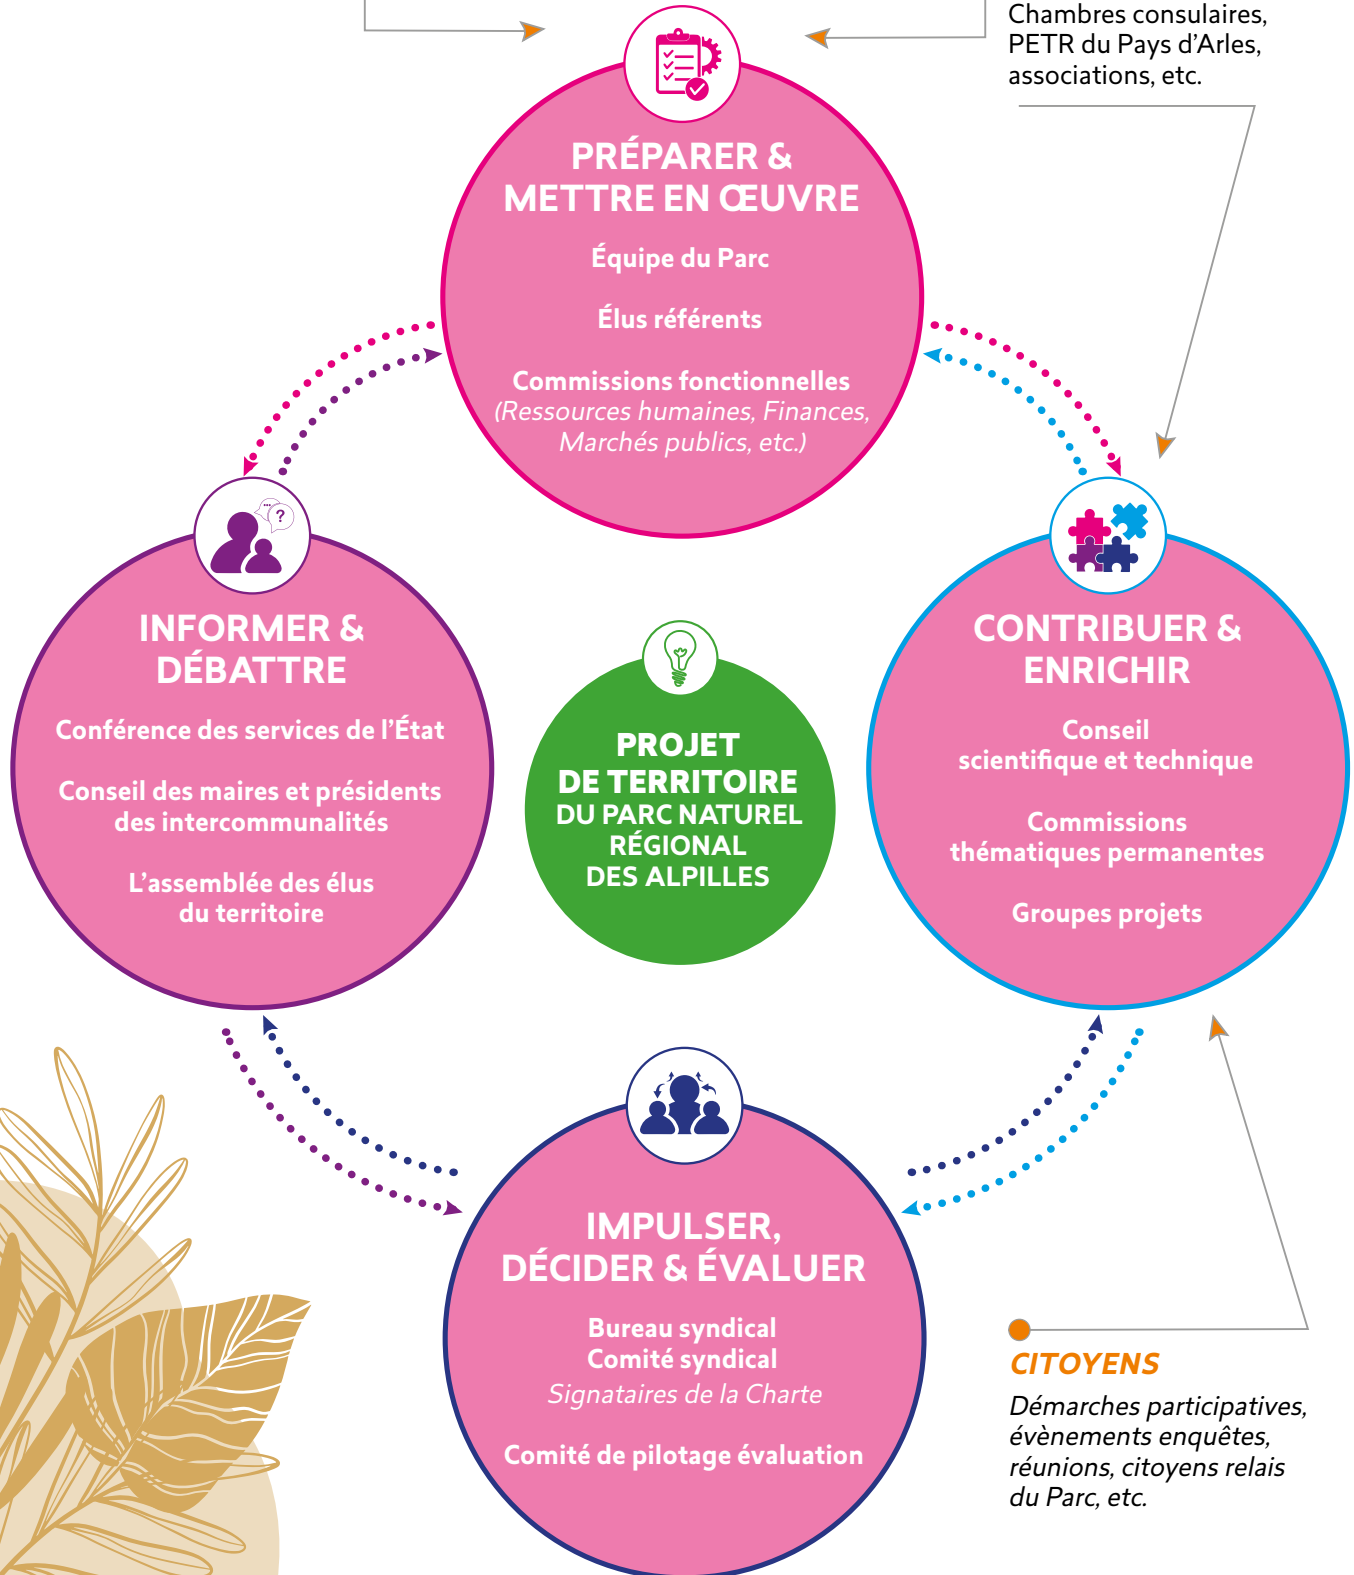 Chambres consulaires,
PETR du Pays d’Arles,
associations, etc.
PRÉPARER &
METTRE EN ŒUVRE
Équipe du Parc
Élus référents
Commissions fonctionnelles
(Ressources humaines, Finances,
Marchés publics, etc.)
?
INFORMER &
DÉBATTRE
Conférence des services de l’État
Conseil des maires et présidents
des intercommunalités
L’assemblée des élus
du territoire
PROJET
DE TERRITOIRE
DU PARC NATUREL
RÉGIONAL
DES ALPILLES
CONTRIBUER &
ENRICHIR
Conseil
scientifique et technique
Commissions
thématiques permanentes
Groupes projets
IMPULSER,
DÉCIDER & ÉVALUER
Bureau syndical
Comité syndical
Signataires de la Charte
Comité de pilotage évaluation
CITOYENS
Démarches participatives,
évènements enquêtes,
réunions, citoyens relais
du Parc, etc.